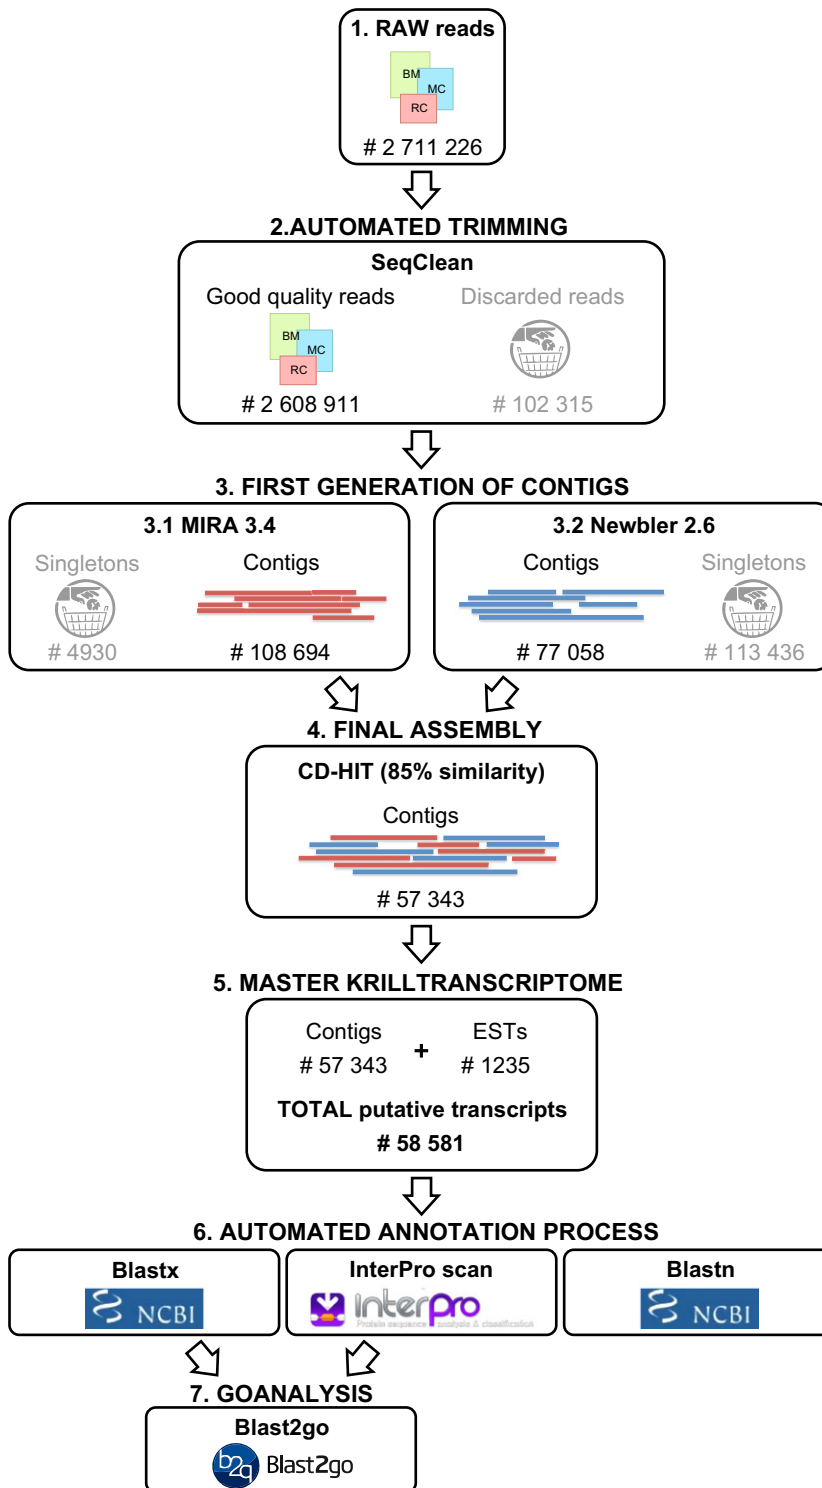 1. RAW reads
BM
MC
RC
# 2 711 226
2.AUTOMATED TRIMMING
SeqClean
Good quality reads
Discarded reads
BM
MC
RC
# 2 608 911
# 102 315
3. FIRST GENERATION OF CONTIGS
3.1 MIRA 3.4
Singletons
Contigs
# 4930
# 108 694
3.2 Newbler 2.6
Contigs
Singletons
# 77 058
# 113 436
4. FINAL ASSEMBLY
CD-HIT (85% similarity)
Contigs
# 57 343
5. MASTER KRILLTRANSCRIPTOME
Contigs + ESTs
# 57 343 # 1235
TOTAL putative transcripts
# 58 581
6. AUTOMATED ANNOTATION PROCESS
Blastx
NCBI
InterPro scan
interpro
Protein sequence analysis & classification
Blastn
NCBI
7. GOANALYSIS
Blast2go
b2g Blast2go